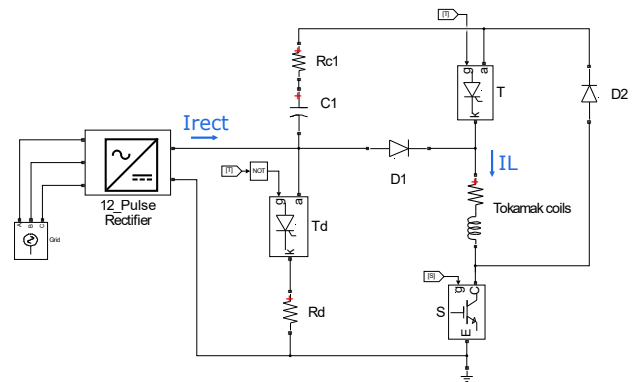 [T]
Rc1
C1
T
g
a
k
D2
Irect
D1
IL
[T]
NOT
g
a
k
Td
Tokamak coils
12_Pulse
Rectifier
A
B
C
Grid
[S]
g
C
E
S
Rd